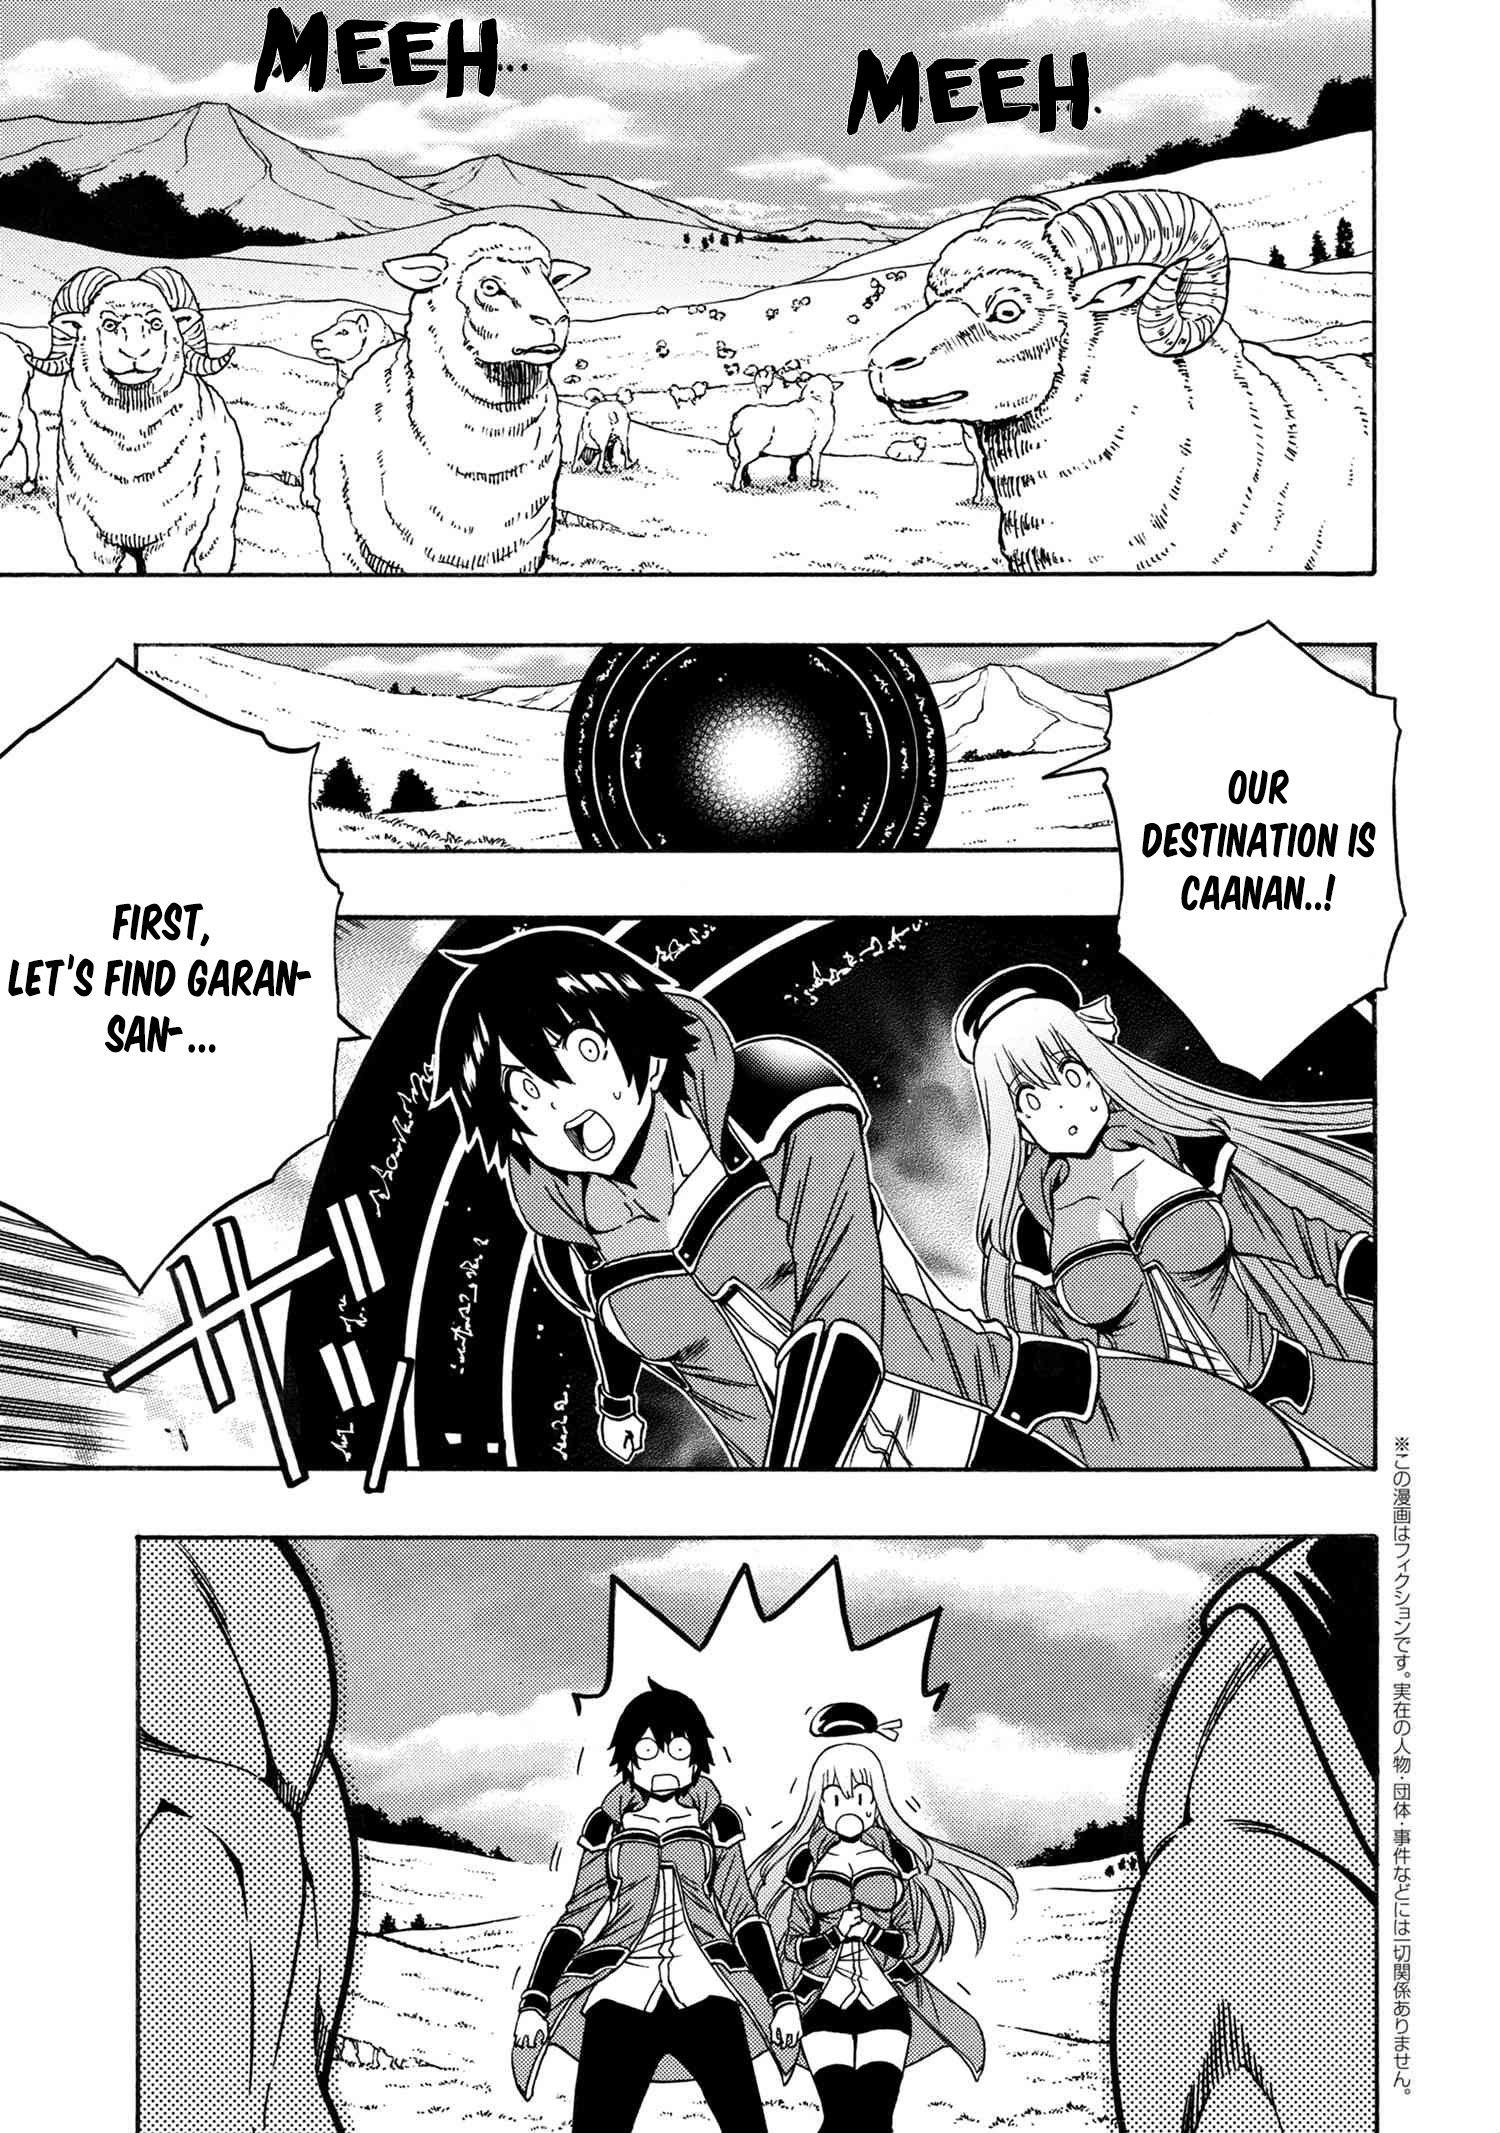 MEEH...
MEEH.
OUR
DESTINATION IS
CAANAN..!
FIRST,
LET'S FIND GARAN-
SAN-...
ザッ
※この漫画はフィクションです。実在の人物・団体・事件などには一切関係ありません。